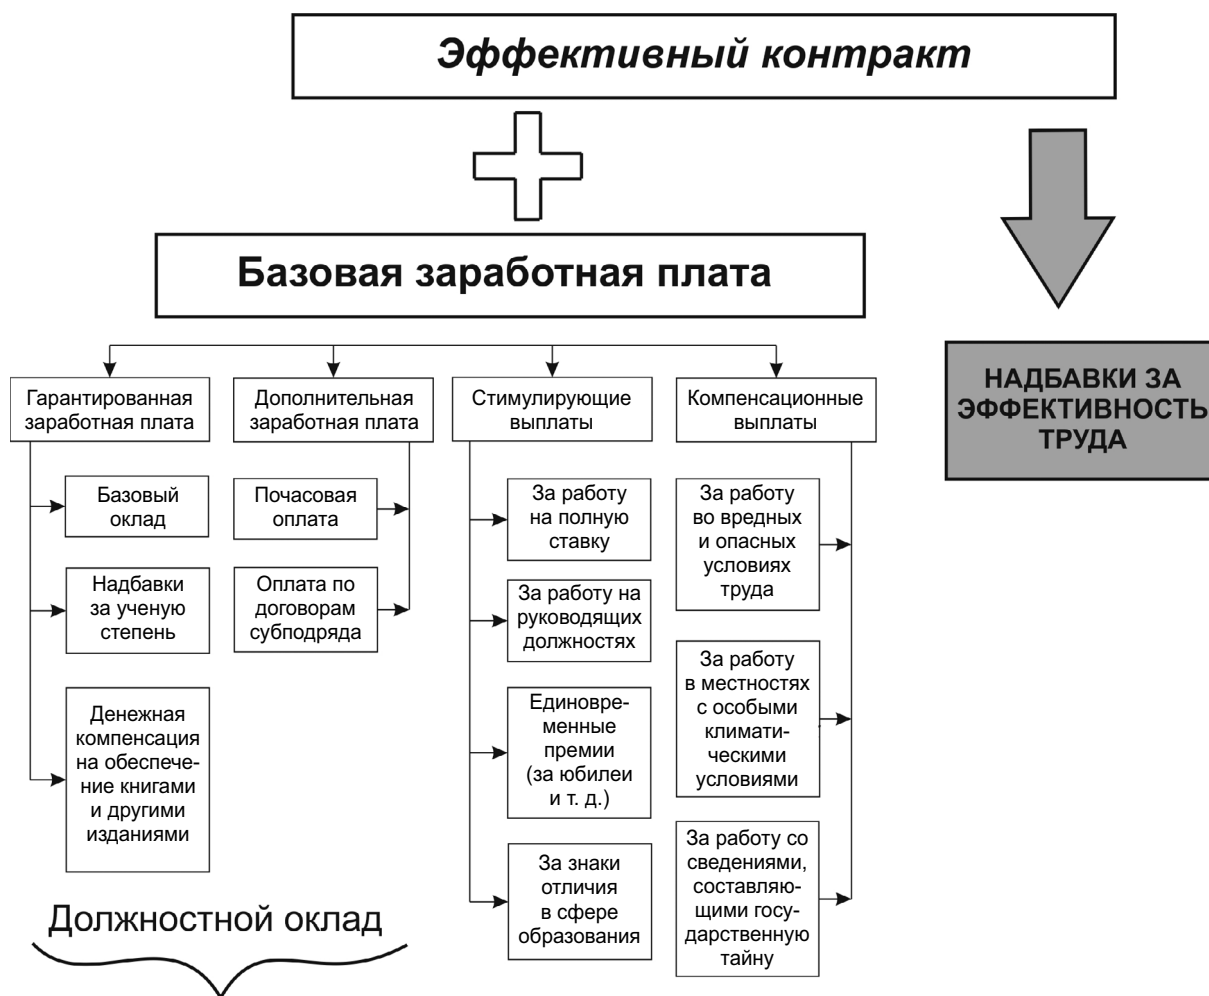 Эффективный контракт
Базовая заработная плата
НАДБАВКИ ЗА
ЭФФЕКТИВНОСТЬ
ТРУДА
Гарантированная
заработная плата
Базовый
оклад
Надбавки
за ученую
степень
Денежная
компенсация
на обеспече-
ние книгами
и другими
изданиями
Дополнительная
заработная плата
Почасовая
оплата
Оплата по
договорам
субподряда
Стимулирующие
выплаты
За работу
на полную
ставку
За работу на
руководящих
должностях
Единовре-
менные
премии
(за юбилеи
и т. д.)
За знаки
отличия
в сфере
образования
Компенсационные
выплаты
За работу
во вредных
и опасных
условиях
труда
За работу
в местностях
с особыми
климати-
ческими
условиями
За работу со
сведениями,
составляю-
щими госу-
дарственную
тайну
Должностной оклад